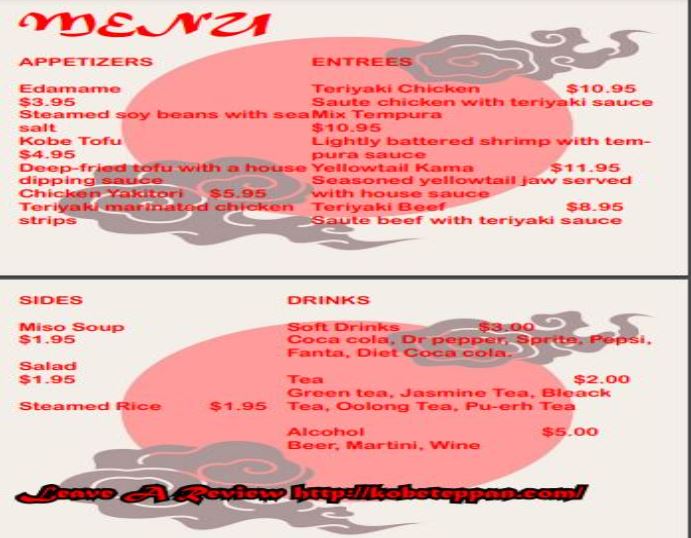 MENU
APPETIZERS
Edamame
$3.95
Steamed soy beans with sea
salt
Kobe Tofu
$4.95
Deep-fried tofu with a house
dipping sauce
Chicken Yakitori $5.95
Teriyaki marinated chicken
strips
ENTREES
Teriyaki Chicken $10.95
Saute chicken with teriyaki sauce
Mix Tempura
$10.95
Lightly battered shrimp with tem-
pura sauce
Yellowtail Kama $11.95
Seasoned yellowtail jaw served
with house sauce
Teriyaki Beef $8.95
Saute beef with teriyaki sauce
SIDES
Miso Soup
$1.95
Salad
$1.95
Steamed Rice $1.95
DRINKS
Soft Drinks $3.00
Coca cola, Dr pepper, Sprite, Pepsi,
Fanta, Diet Coca cola.
Tea $2.00
Green tea, Jasmine Tea, Bleack
Tea, Oolong Tea, Pu-erh Tea
Alcohol $5.00
Beer, Martini, Wine
Leave A Review http://kobeteppan.com/